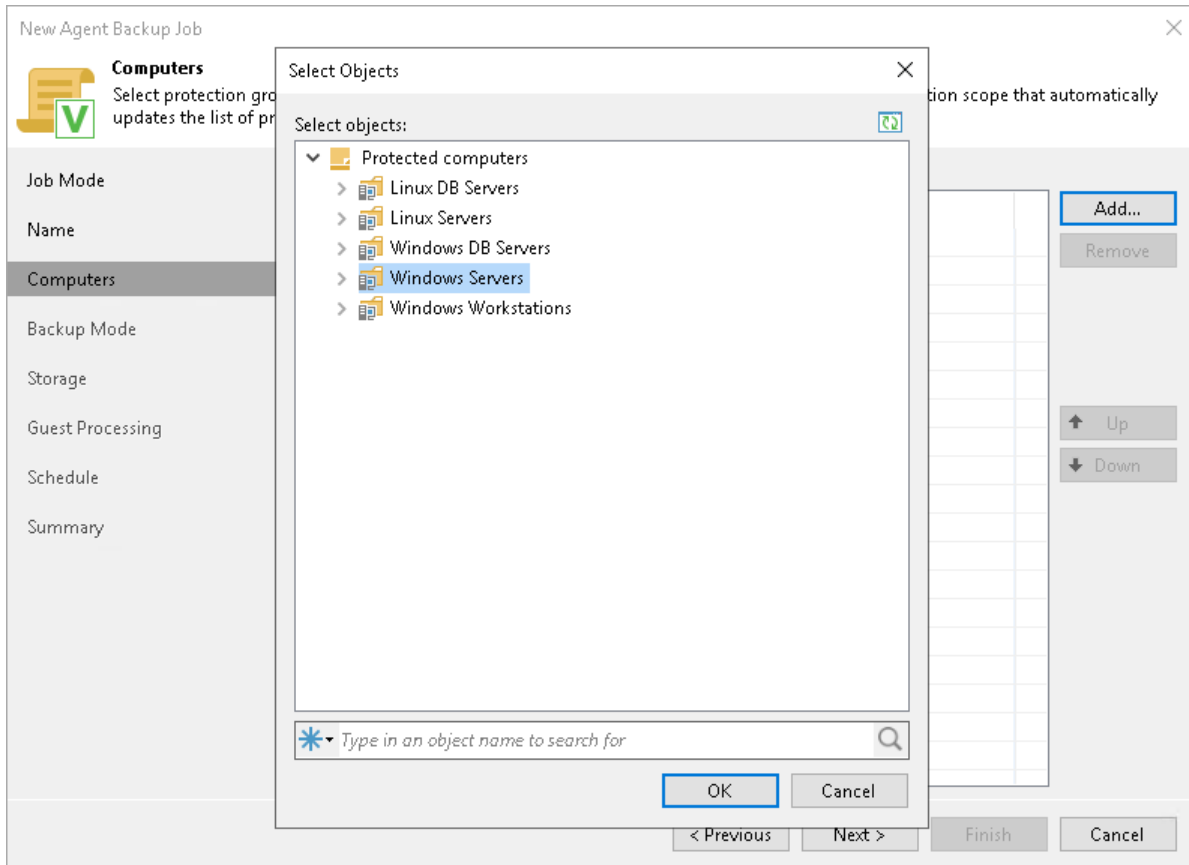 New Agent Backup Job
Computers
Select protection gro
tion scope that automatically
updates the list of pr
Job Mode
Name
Computers
Backup Mode
Storage
Guest Processing
Schedule
Summary
Select Objects
Select objects:
Protected computers
Linux DB Servers
Linux Servers
Windows DB Servers
Windows Servers
Windows Workstations
Type in an object name to search for
OK
Cancel
Add...
Remove
Up
Down
< Previous
Next >
Finish
Cancel